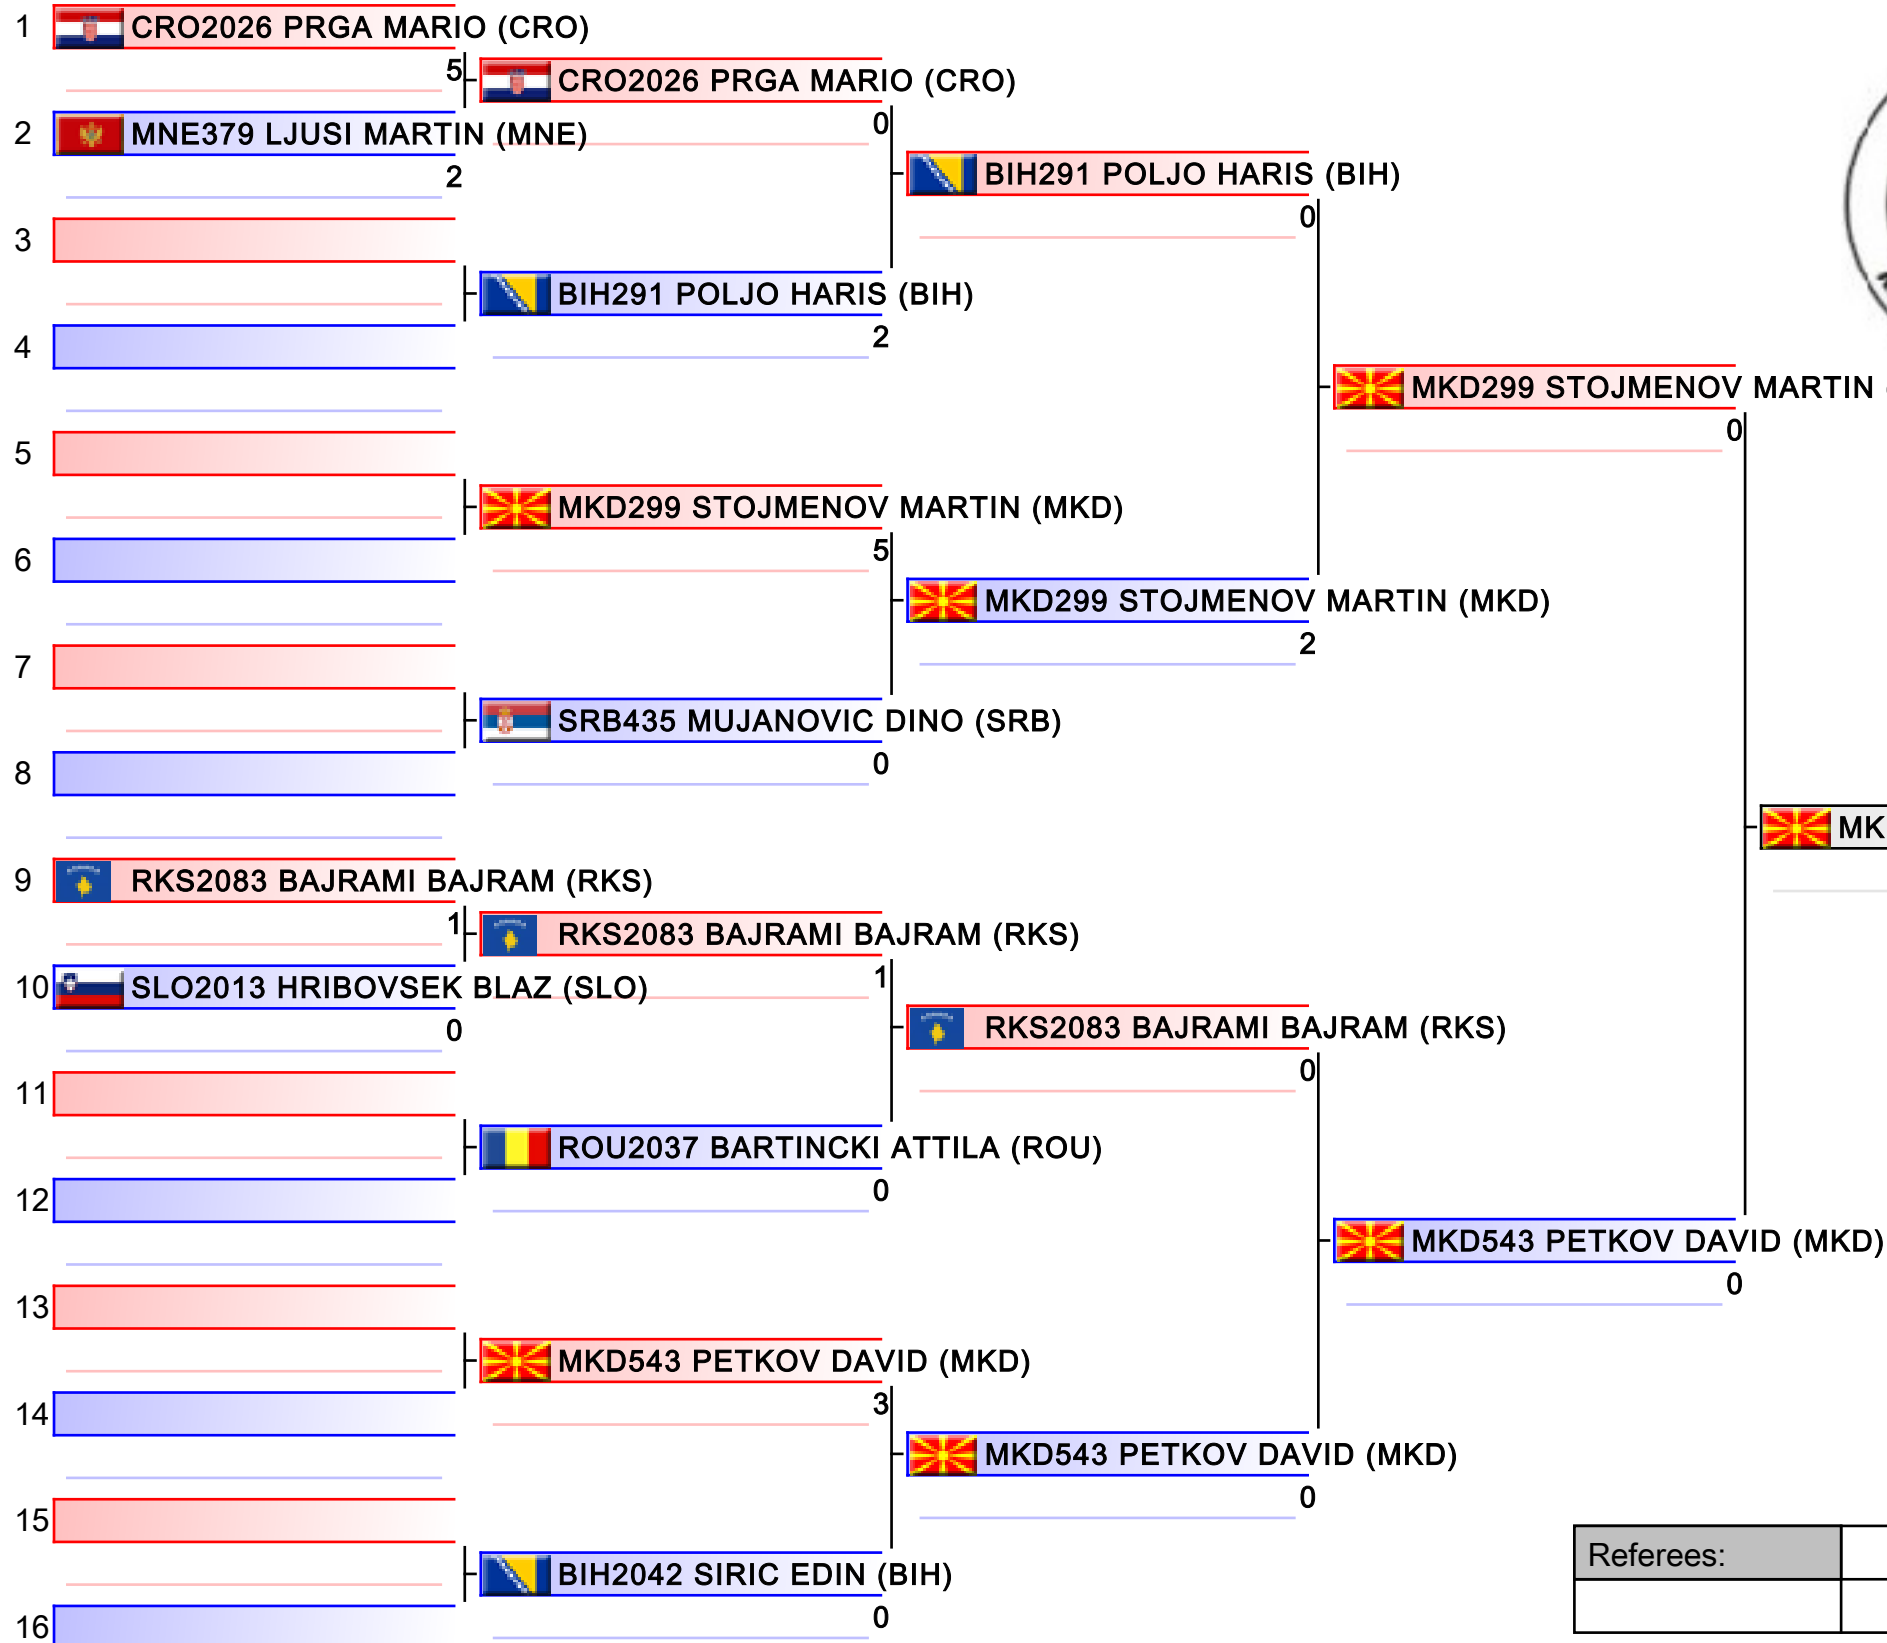 1 CRO2026 PRGA MARIO (CRO)
5 CRO2026 PRGA MARIO (CRO)
0
2 MNE379 LJUSI MARTIN (MNE)
2
BIH291 POLJO HARIS (BIH)
0
3
BIH291 POLJO HARIS (BIH)
2
4
MKD299 STOJMENOV MARTIN
0
5
MKD299 STOJMENOV MARTIN (MKD)
5
6
MKD299 STOJMENOV MARTIN (MKD)
2
7
SRB435 MUJANOVIC DINO (SRB)
0
8
MK
9 RKS2083 BAJRAMI BAJRAM (RKS)
1 RKS2083 BAJRAMI BAJRAM (RKS)
1
10 SLO2013 HRIBOVSEK BLAZ (SLO)
0
RKS2083 BAJRAMI BAJRAM (RKS)
0
11
ROU2037 BARTINCKI ATTILA (ROU)
0
12
MKD543 PETKOV DAVID (MKD)
0
13
MKD543 PETKOV DAVID (MKD)
3
14
MKD543 PETKOV DAVID (MKD)
0
15
BIH2042 SIRIC EDIN (BIH)
0
16
Referees: